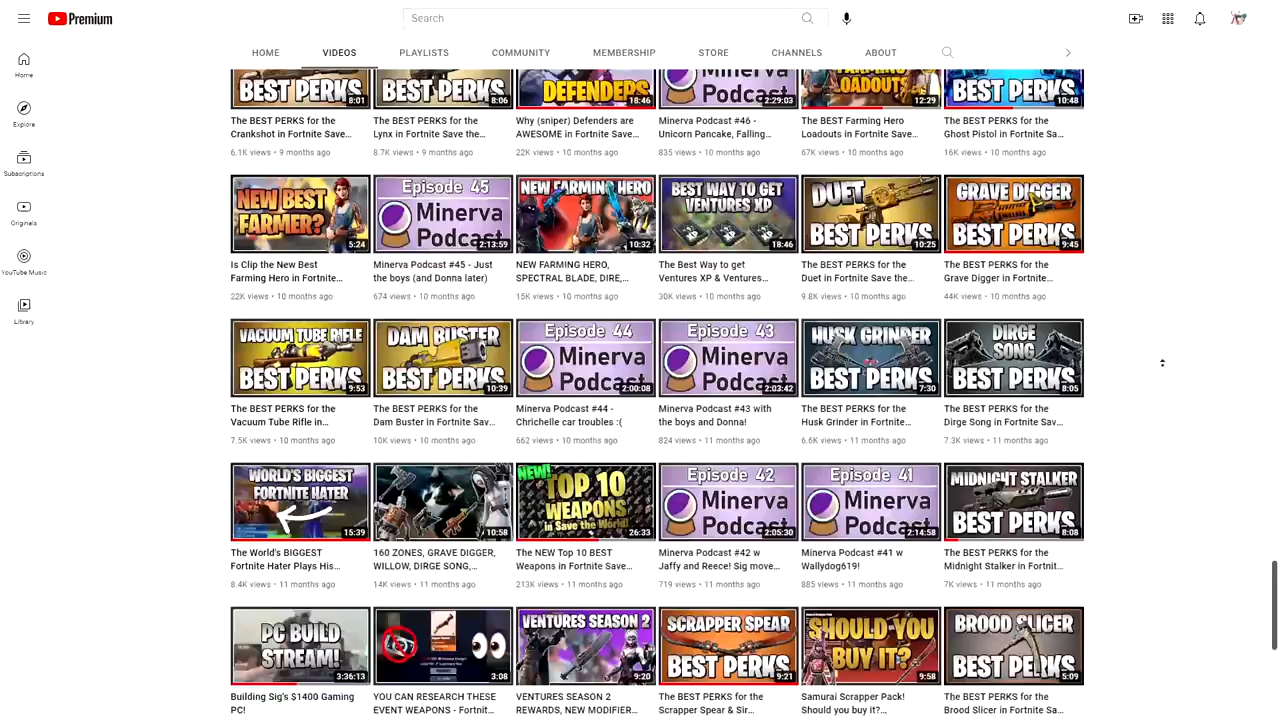 Premium
Search
HOME VIDEOS PLAYLISTS COMMUNITY MEMBERSHIP STORE CHANNELS ABOUT
Home
Explore
Subscriptions
Originals
YouTube Music
Library
BEST PERKS 8:01
The BEST PERKS for the
Crankshot in Fortnite Save...
6.1K views • 9 months ago
BEST PERKS 8:06
The BEST PERKS for the
Lynx in Fortnite Save the...
8.7K views • 9 months ago
DEFENDERS 18:46
Why (sniper) Defenders are
AWESOME in Fortnite Save...
22K views • 10 months ago
Minerva
Podcast 2:29:03
Minerva Podcast #46 -
Unicorn Pancake, Falling...
835 views • 10 months ago
FARMING
LOADOUTS 12:29
The BEST Farming Hero
Loadouts in Fortnite Save...
67K views • 10 months ago
BEST PERKS 10:48
The BEST PERKS for the
Ghost Pistol in Fortnite Sa...
16K views • 10 months ago
NEW BEST
FARMER? 5:24
Is Clip the New Best
Farming Hero in Fortnite...
22K views • 10 months ago
Episode 45
Minerva
Podcast 2:13:59
Minerva Podcast #45 - Just
the boys (and Donna later)
674 views • 10 months ago
NEW FARMING HERO
10:32
NEW FARMING HERO,
SPECTRAL BLADE, DIRE,...
15K views • 10 months ago
BEST WAY TO GET
VENTURES XP
18:46
The Best Way to get
Ventures XP & Ventures...
30K views • 10 months ago
DUET
BEST PERKS 10:25
The BEST PERKS for the
Duet in Fortnite Save the...
9.8K views • 10 months ago
GRAVE DIGGER
BEST PERKS 9:45
The BEST PERKS for the
Grave Digger in Fortnite...
44K views • 10 months ago
VACUUM TUBE RIFLE
BEST PERKS 9:53
The BEST PERKS for the
Vacuum Tube Rifle in...
7.5K views • 10 months ago
DAM BUSTER
BEST PERKS 10:39
The BEST PERKS for the
Dam Buster in Fortnite Sav...
10K views • 10 months ago
Episode 44
Minerva
Podcast 2:00:08
Minerva Podcast #44 -
Chrichelle car troubles :(
662 views • 10 months ago
Episode 43
Minerva
Podcast 2:03:42
Minerva Podcast #43 with
the boys and Donna!
824 views • 11 months ago
HUSK GRINDER
BEST PERKS 7:30
The BEST PERKS for the
Husk Grinder in Fortnite...
6.6K views • 11 months ago
DIRGE
SONG
BEST PERKS 8:05
The BEST PERKS for the
Dirge Song in Fortnite Sav...
7.3K views • 11 months ago
WORLD'S BIGGEST
FORTNITE HATER
15:39
The World's BIGGEST
Fortnite Hater Plays His...
8.4K views • 11 months ago
10:58
160 ZONES, GRAVE DIGGER,
WILLOW, DIRGE SONG,...
14K views • 11 months ago
NEW!
TOP 10
WEAPONS
in Save the World! 26:33
The NEW Top 10 BEST
Weapons in Fortnite Save...
213K views • 11 months ago
Episode 42
Minerva
Podcast 2:05:30
Minerva Podcast #42 w
Jaffy and Reece! Sig move...
719 views • 11 months ago
Episode 41
Minerva
Podcast 2:14:58
Minerva Podcast #41 w
Wallydog619!
885 views • 11 months ago
MIDNIGHT STALKER
BEST PERKS 8:08
The BEST PERKS for the
Midnight Stalker in Fortnit...
7K views • 11 months ago
PC BUILD
STREAM! 3:36:13
Building Sig's $1400 Gaming
PC!
3:08
YOU CAN RESEARCH THESE
EVENT WEAPONS - Fortnit...
VENTURES SEASON 2
9:20
VENTURES SEASON 2
REWARDS, NEW MODIFIER...
SCRAPPER SPEAR
BEST PERKS 9:21
The BEST PERKS for the
Scrapper Spear & Sir...
SHOULD YOU
BUY IT? 9:58
Samurai Scrapper Pack!
Should you buy it?...
BROOD SLICER
BEST PERKS 5:09
The BEST PERKS for the
Brood Slicer in Fortnite Sa...